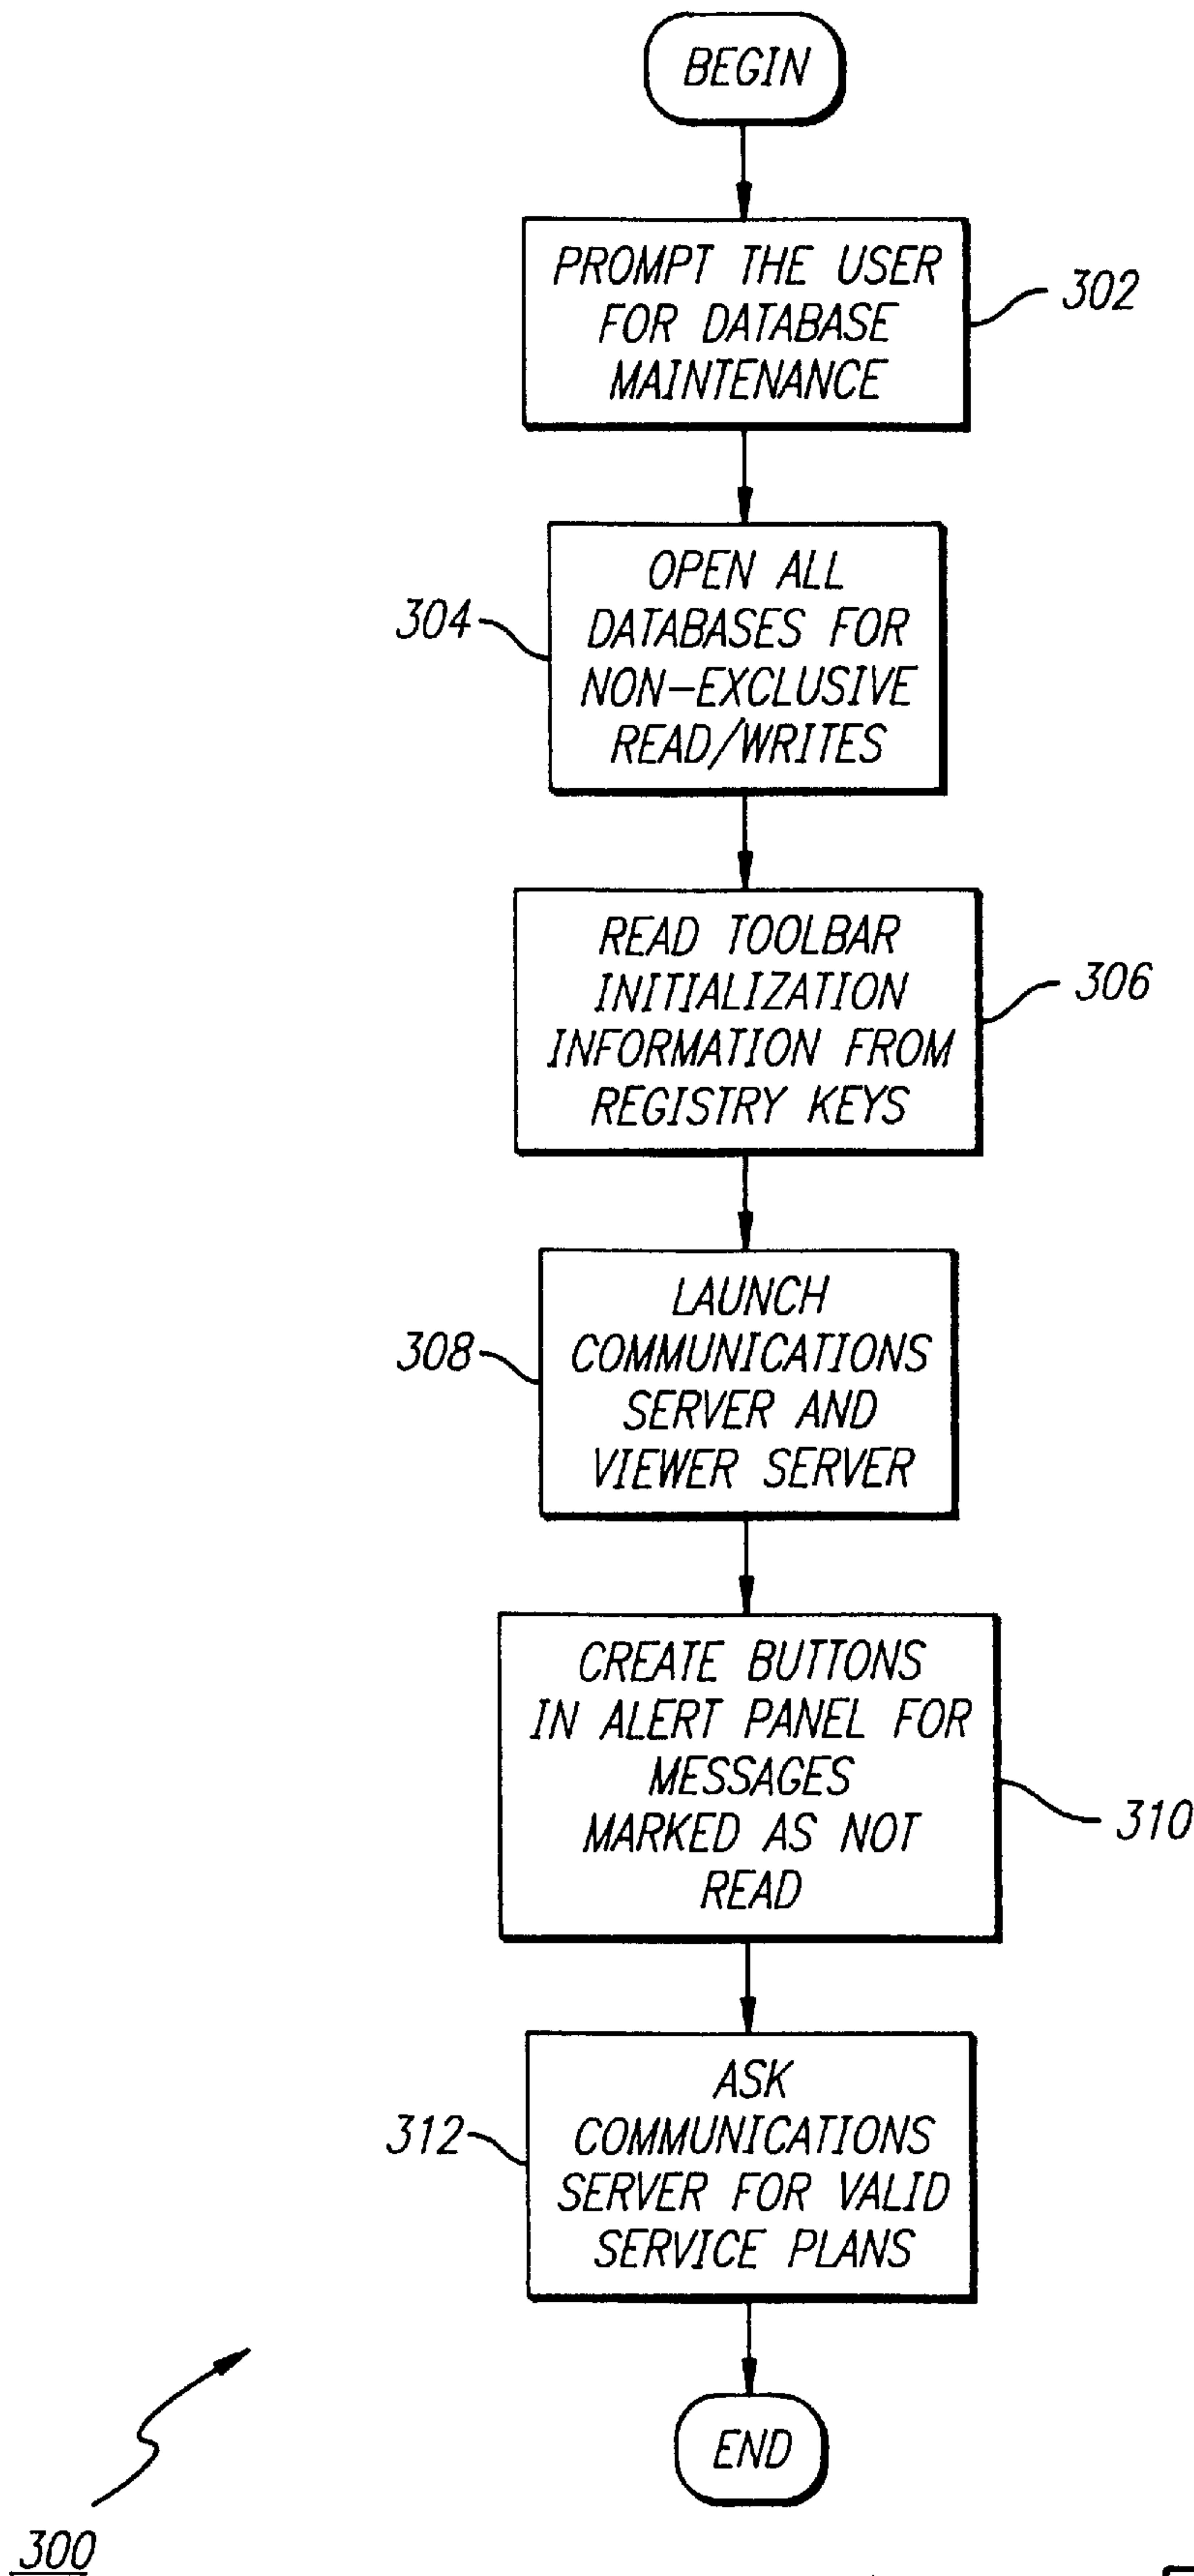 BEGIN
PROMPT THE USER
FOR DATABASE
MAINTENANCE
302
OPEN ALL
DATABASES FOR
NON-EXCLUSIVE
READ/WRITES
304
READ TOOLBAR
INITIALIZATION
INFORMATION FROM
REGISTRY KEYS
306
LAUNCH
COMMUNICATIONS
SERVER AND
VIEWER SERVER
308
CREATE BUTTONS
IN ALERT PANEL FOR
MESSAGES
MARKED AS NOT
READ
310
ASK
COMMUNICATIONS
SERVER FOR VALID
SERVICE PLANS
312
END
300